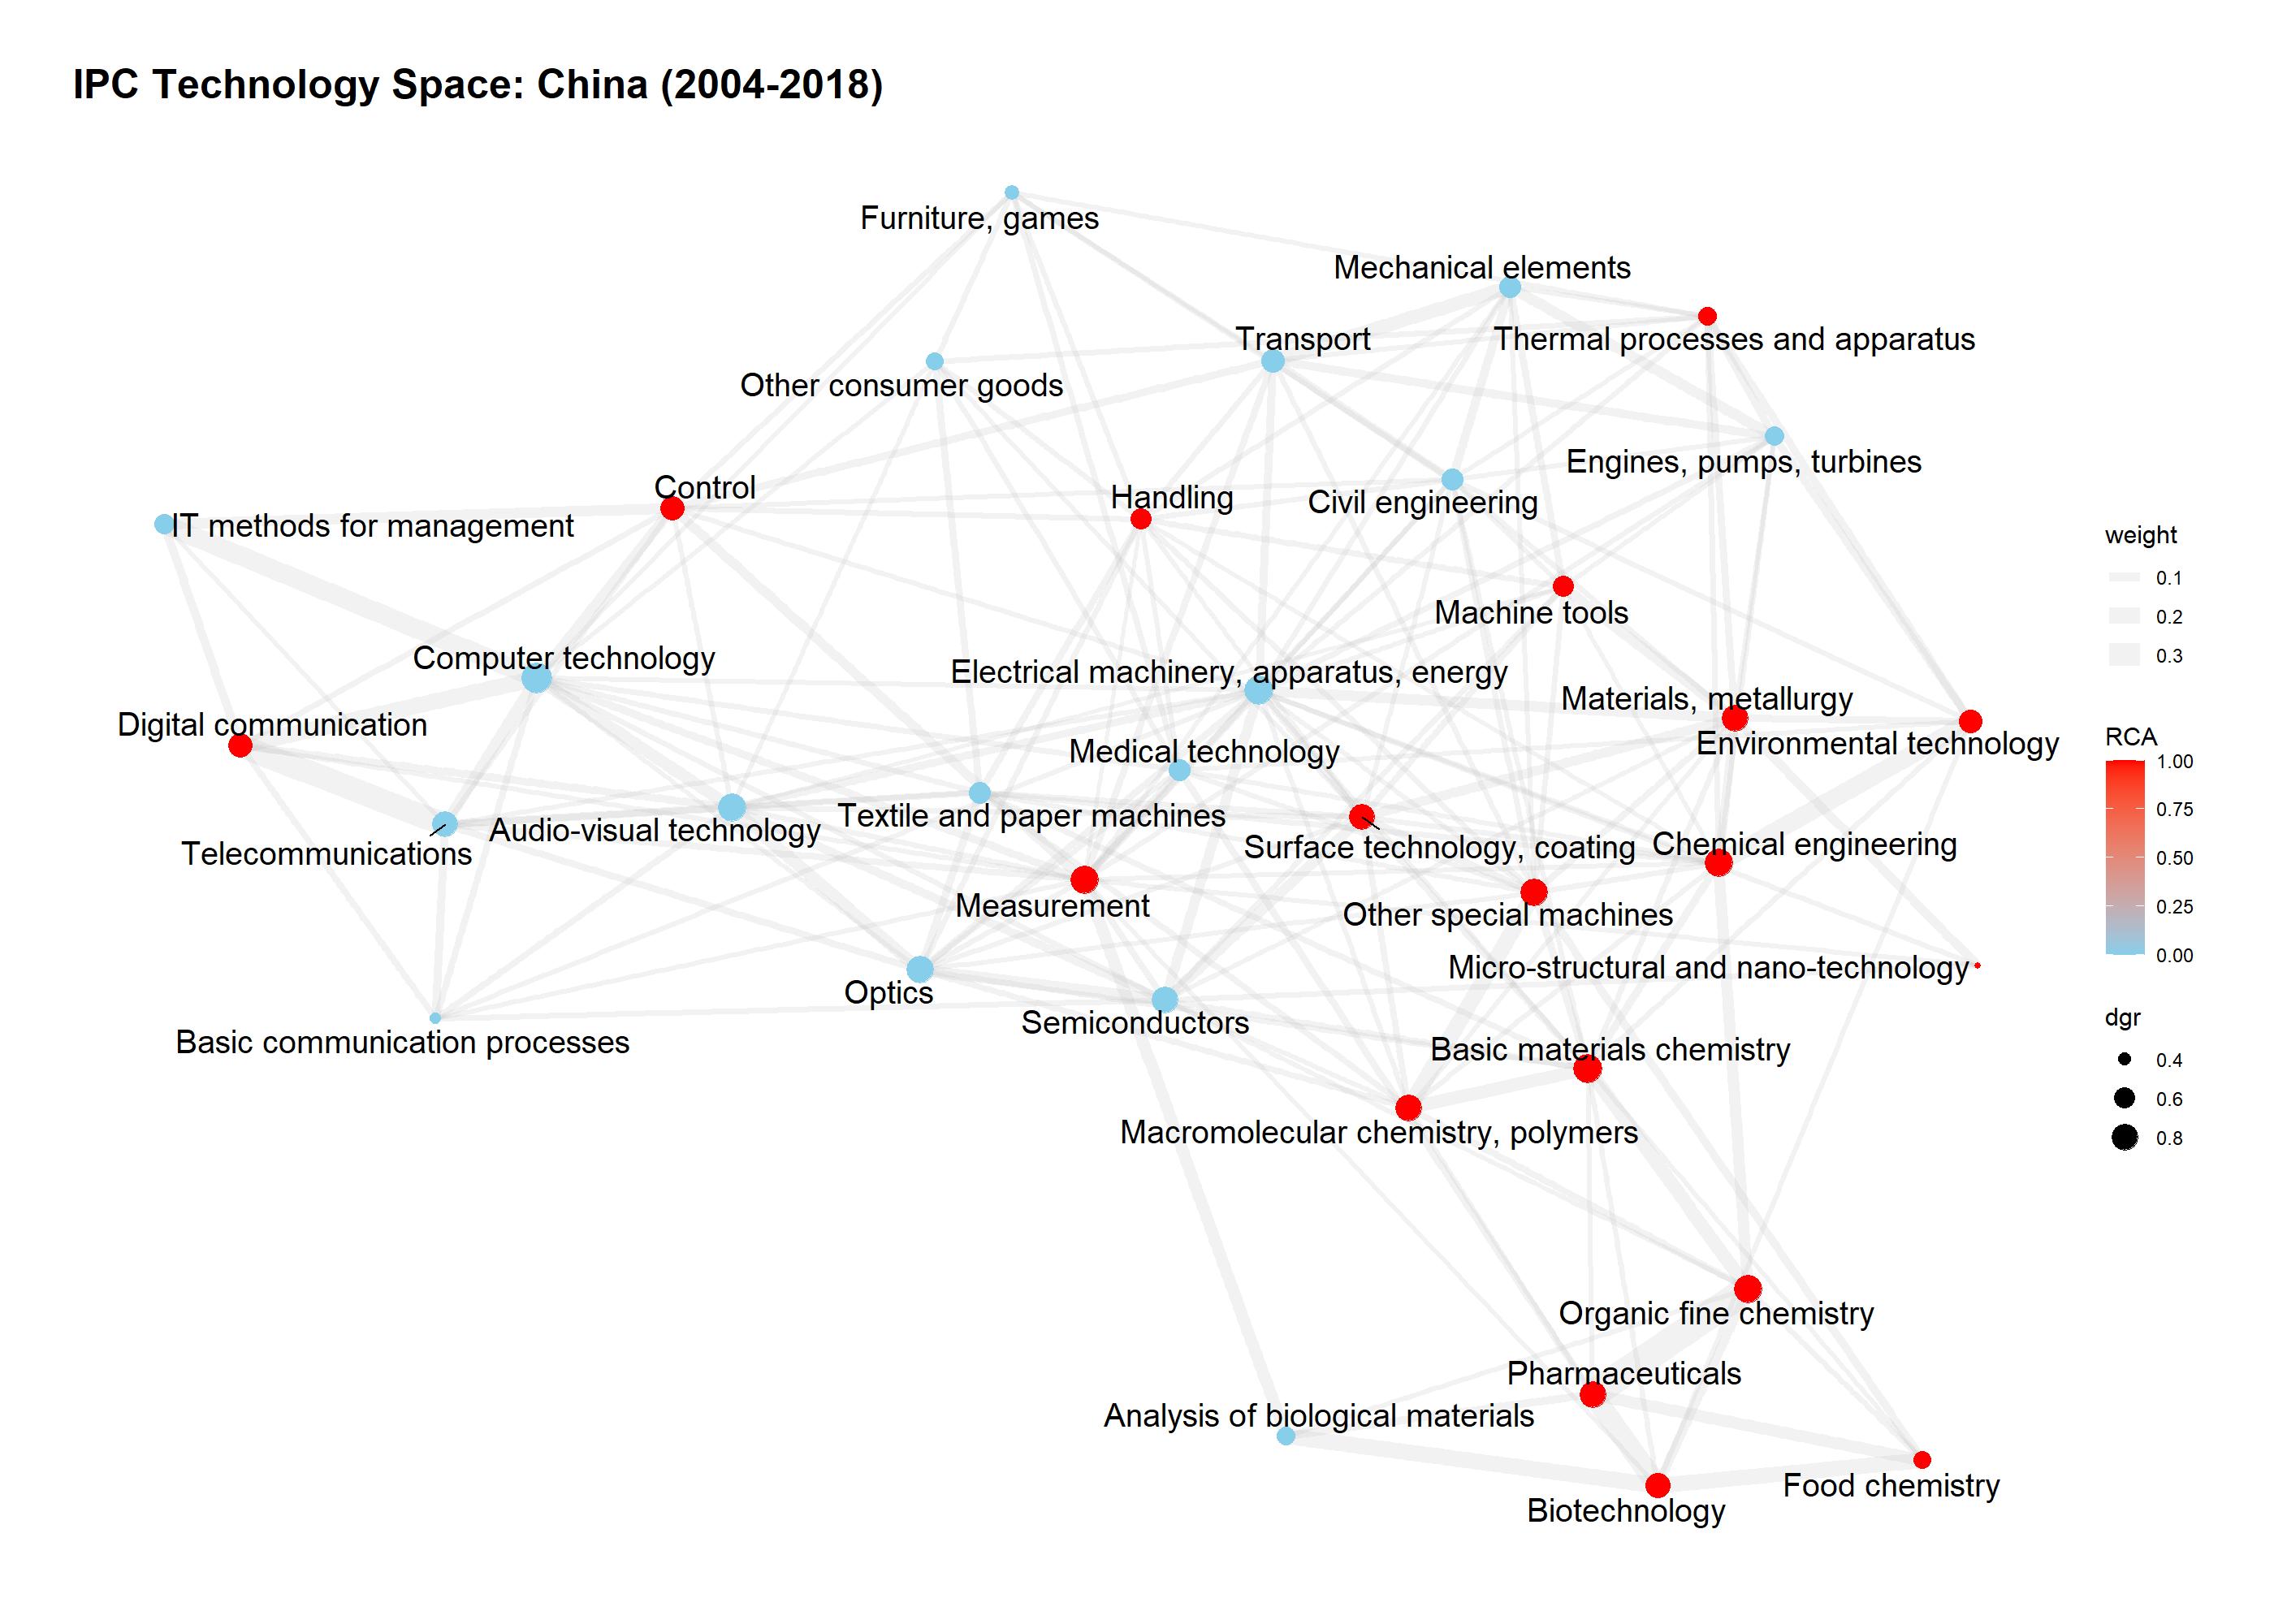 IPC Technology Space: China (2004-2018)
Furniture, games
Mechanical elements
Transport
Thermal processes and apparatus
Other consumer goods
Engines, pumps, turbines
Control
Handling
Civil engineering
IT methods for management
Machine tools
Computer technology
Electrical machinery, apparatus, energy
Materials, metallurgy
Digital communication
Medical technology
Environmental technology
Textile and paper machines
Audio-visual technology
Telecommunications
Surface technology, coating
Chemical engineering
Measurement
Other special machines
Micro-structural and nano-technology
Optics
Semiconductors
Basic communication processes
Basic materials chemistry
Macromolecular chemistry, polymers
Organic fine chemistry
Pharmaceuticals
Analysis of biological materials
Food chemistry
Biotechnology
weight
0.1
0.2
0.3
RCA
1.00
0.75
0.50
0.25
0.00
dgr
0.4
0.6
0.8